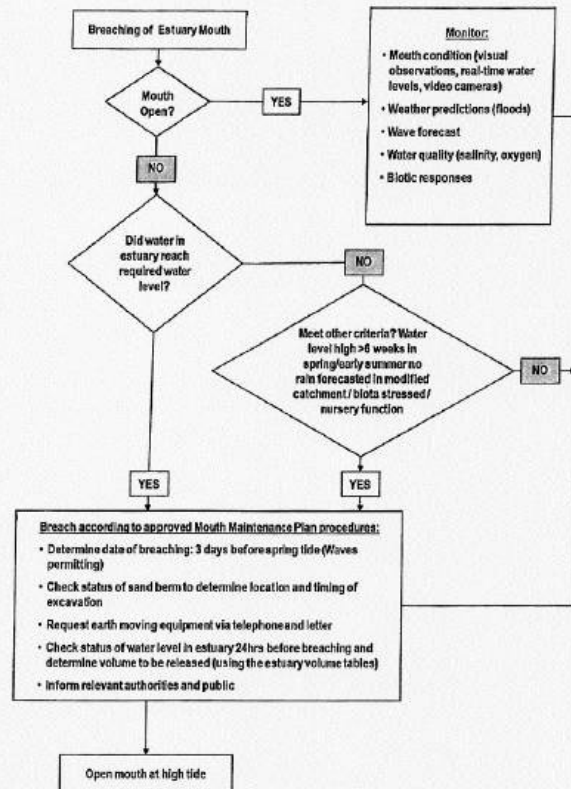 Breaching of Estuary Mouth
Mouth
Open?
YES
Monitor:
• Mouth condition (visual
observations, real-time water
levels, video cameras)
• Weather predictions (floods)
• Wave forecast
• Water quality (salinity, oxygen)
• Biotic responses
NO
Did water in
estuary reach
required water
level?
NO
Meet other criteria? Water
level high >6 weeks in
spring/early summer no
rain forecasted in modified
catchment / biota stressed /
nursery function
NO
YES
YES
Breach according to approved Mouth Maintenance Plan procedures:
• Determine date of breaching: 3 days before spring tide (Waves
permitting)
• Check status of sand berm to determine location and timing of
excavation
• Request earth moving equipment via telephone and letter
• Check status of water level in estuary 24hrs before breaching and
determine volume to be released (using the estuary volume tables)
• Inform relevant authorities and public
Open mouth at high tide